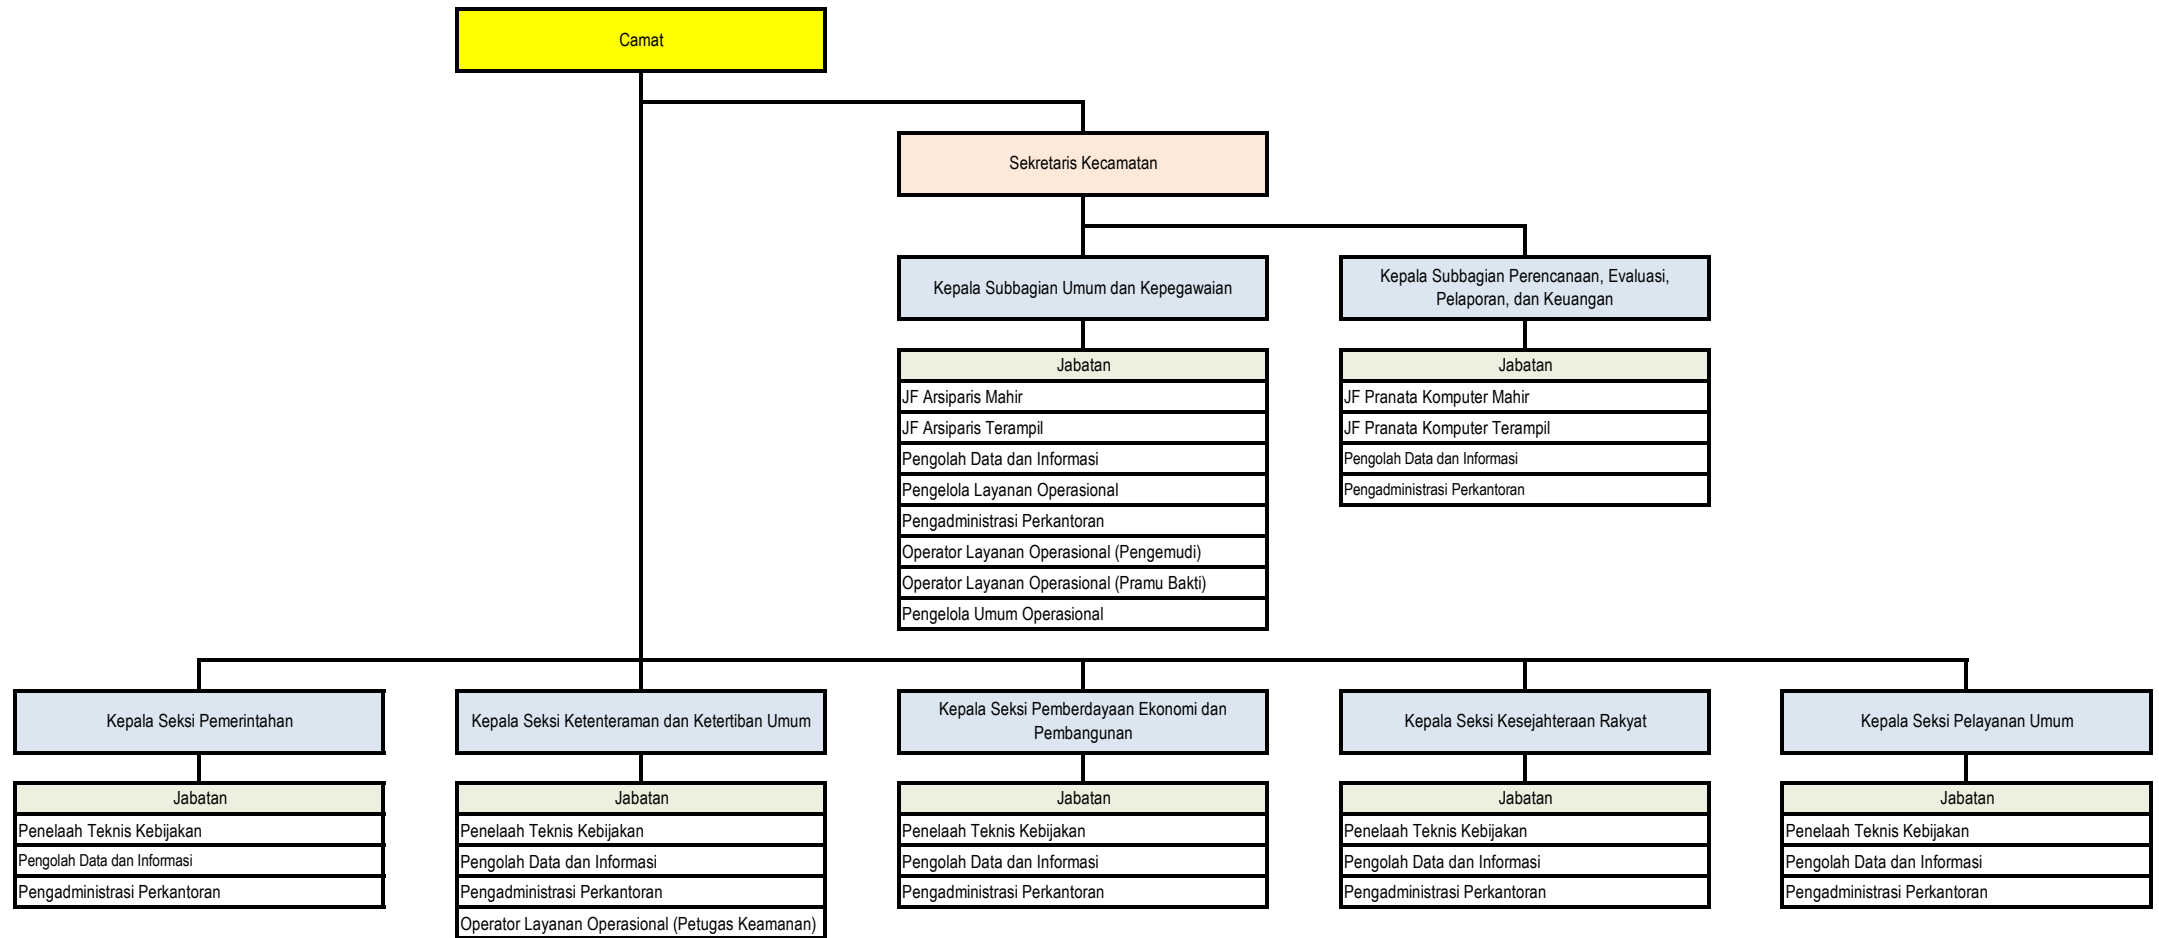 Camat
Sekretaris Kecamatan
Kepala Subbagian Umum dan Kepegawaian
Kepala Subbagian Perencanaan, Evaluasi,
Pelaporan, dan Keuangan
Jabatan
JF Arsiparis Mahir
JF Arsiparis Terampil
Pengolah Data dan Informasi
Pengelola Layanan Operasional
Pengadministrasi Perkantoran
Operator Layanan Operasional (Pengemudi)
Operator Layanan Operasional (Pramu Bakti)
Pengelola Umum Operasional
Jabatan
JF Pranata Komputer Mahir
JF Pranata Komputer Terampil
Pengolah Data dan Informasi
Pengadministrasi Perkantoran
Kepala Seksi Pemerintahan
Jabatan
Penelaah Teknis Kebijakan
Pengolah Data dan Informasi
Pengadministrasi Perkantoran
Kepala Seksi Ketenteraman dan Ketertiban Umum
Jabatan
Penelaah Teknis Kebijakan
Pengolah Data dan Informasi
Pengadministrasi Perkantoran
Operator Layanan Operasional (Petugas Keamanan)
Kepala Seksi Pemberdayaan Ekonomi dan
Pembangunan
Jabatan
Penelaah Teknis Kebijakan
Pengolah Data dan Informasi
Pengadministrasi Perkantoran
Kepala Seksi Kesejahteraan Rakyat
Jabatan
Penelaah Teknis Kebijakan
Pengolah Data dan Informasi
Pengadministrasi Perkantoran
Kepala Seksi Pelayanan Umum
Jabatan
Penelaah Teknis Kebijakan
Pengolah Data dan Informasi
Pengadministrasi Perkantoran